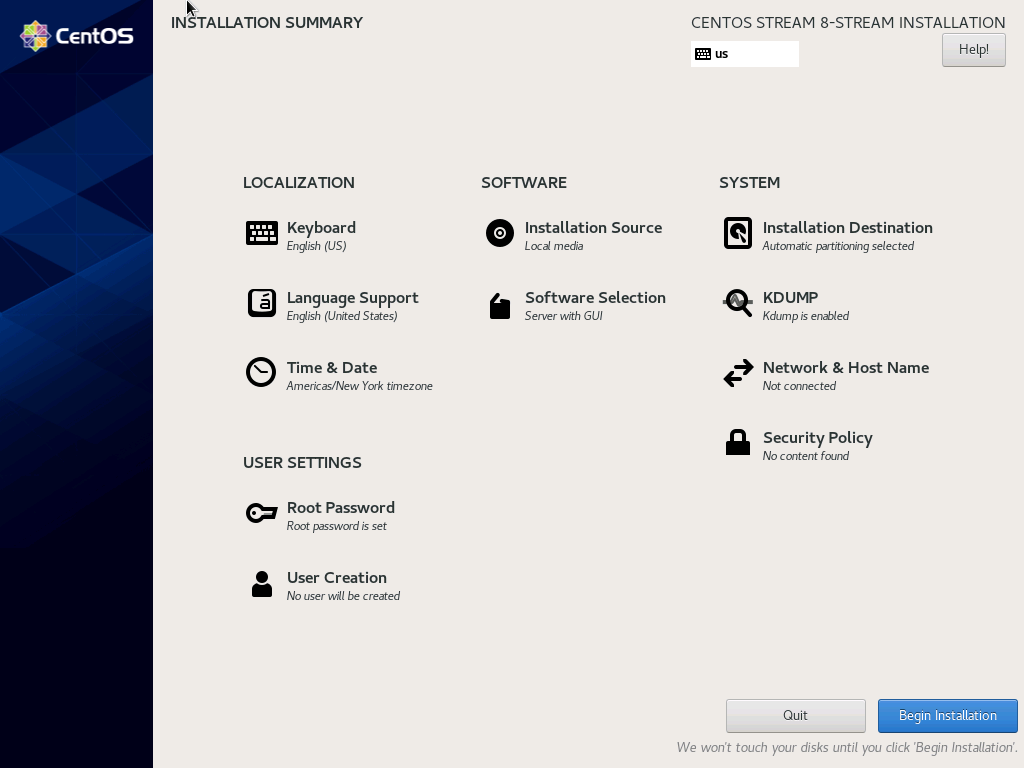 CentOS
INSTALLATION SUMMARY
CENTOS STREAM 8-STREAM INSTALLATION
us
Help!
LOCALIZATION
Keyboard
English (US)
Language Support
English (United States)
Time & Date
Americas/New York timezone
SOFTWARE
Installation Source
Local media
Software Selection
Server with GUI
SYSTEM
Installation Destination
Automatic partitioning selected
KDUMP
Kdump is enabled
Network & Host Name
Not connected
Security Policy
No content found
USER SETTINGS
Root Password
Root password is set
User Creation
No user will be created
Quit
Begin Installation
We won't touch your disks until you click 'Begin Installation'.